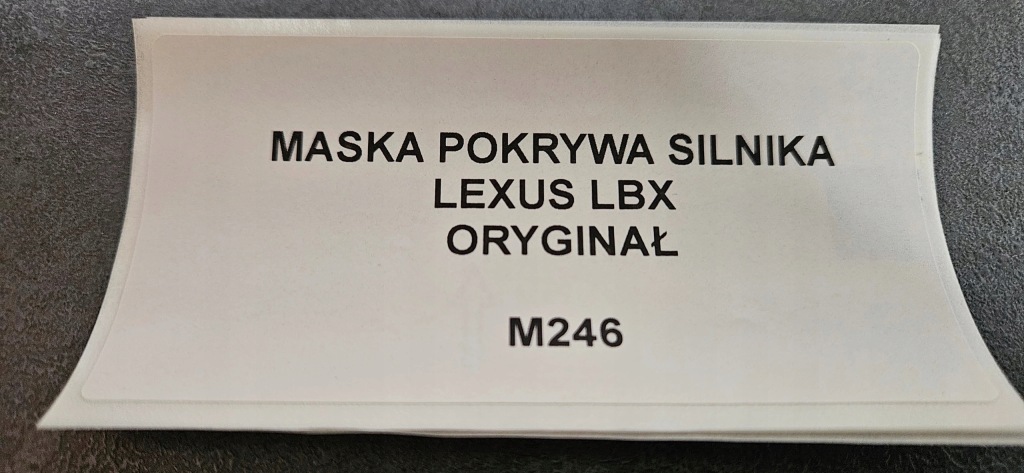 MASKA POKRYWA SILNIKA
LEXUS LBX
ORYGINAŁ
M246